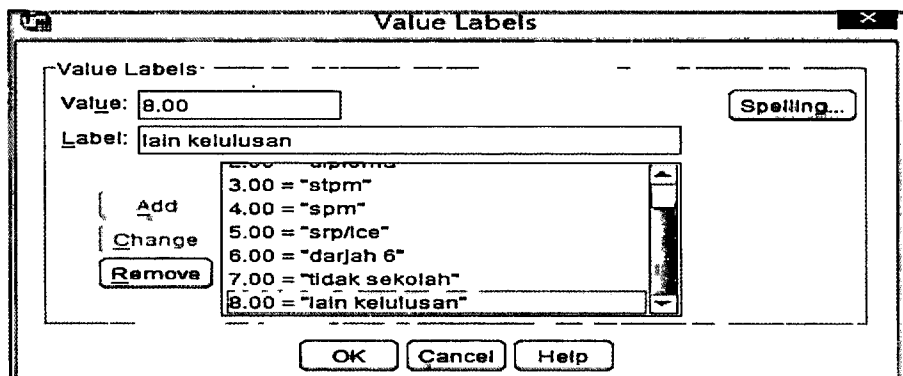 Value Labels
Value Labels
Value: 8.00
Spelling...
Label: lain kelulusan
3.00 = "stpm"
4.00 = "spm"
5.00 = "srp/lce"
6.00 = "darjah 6"
7.00 = "tidak sekolah"
8.00 = "lain kelulusan"
Add
Change
Remove
OK Cancel Help